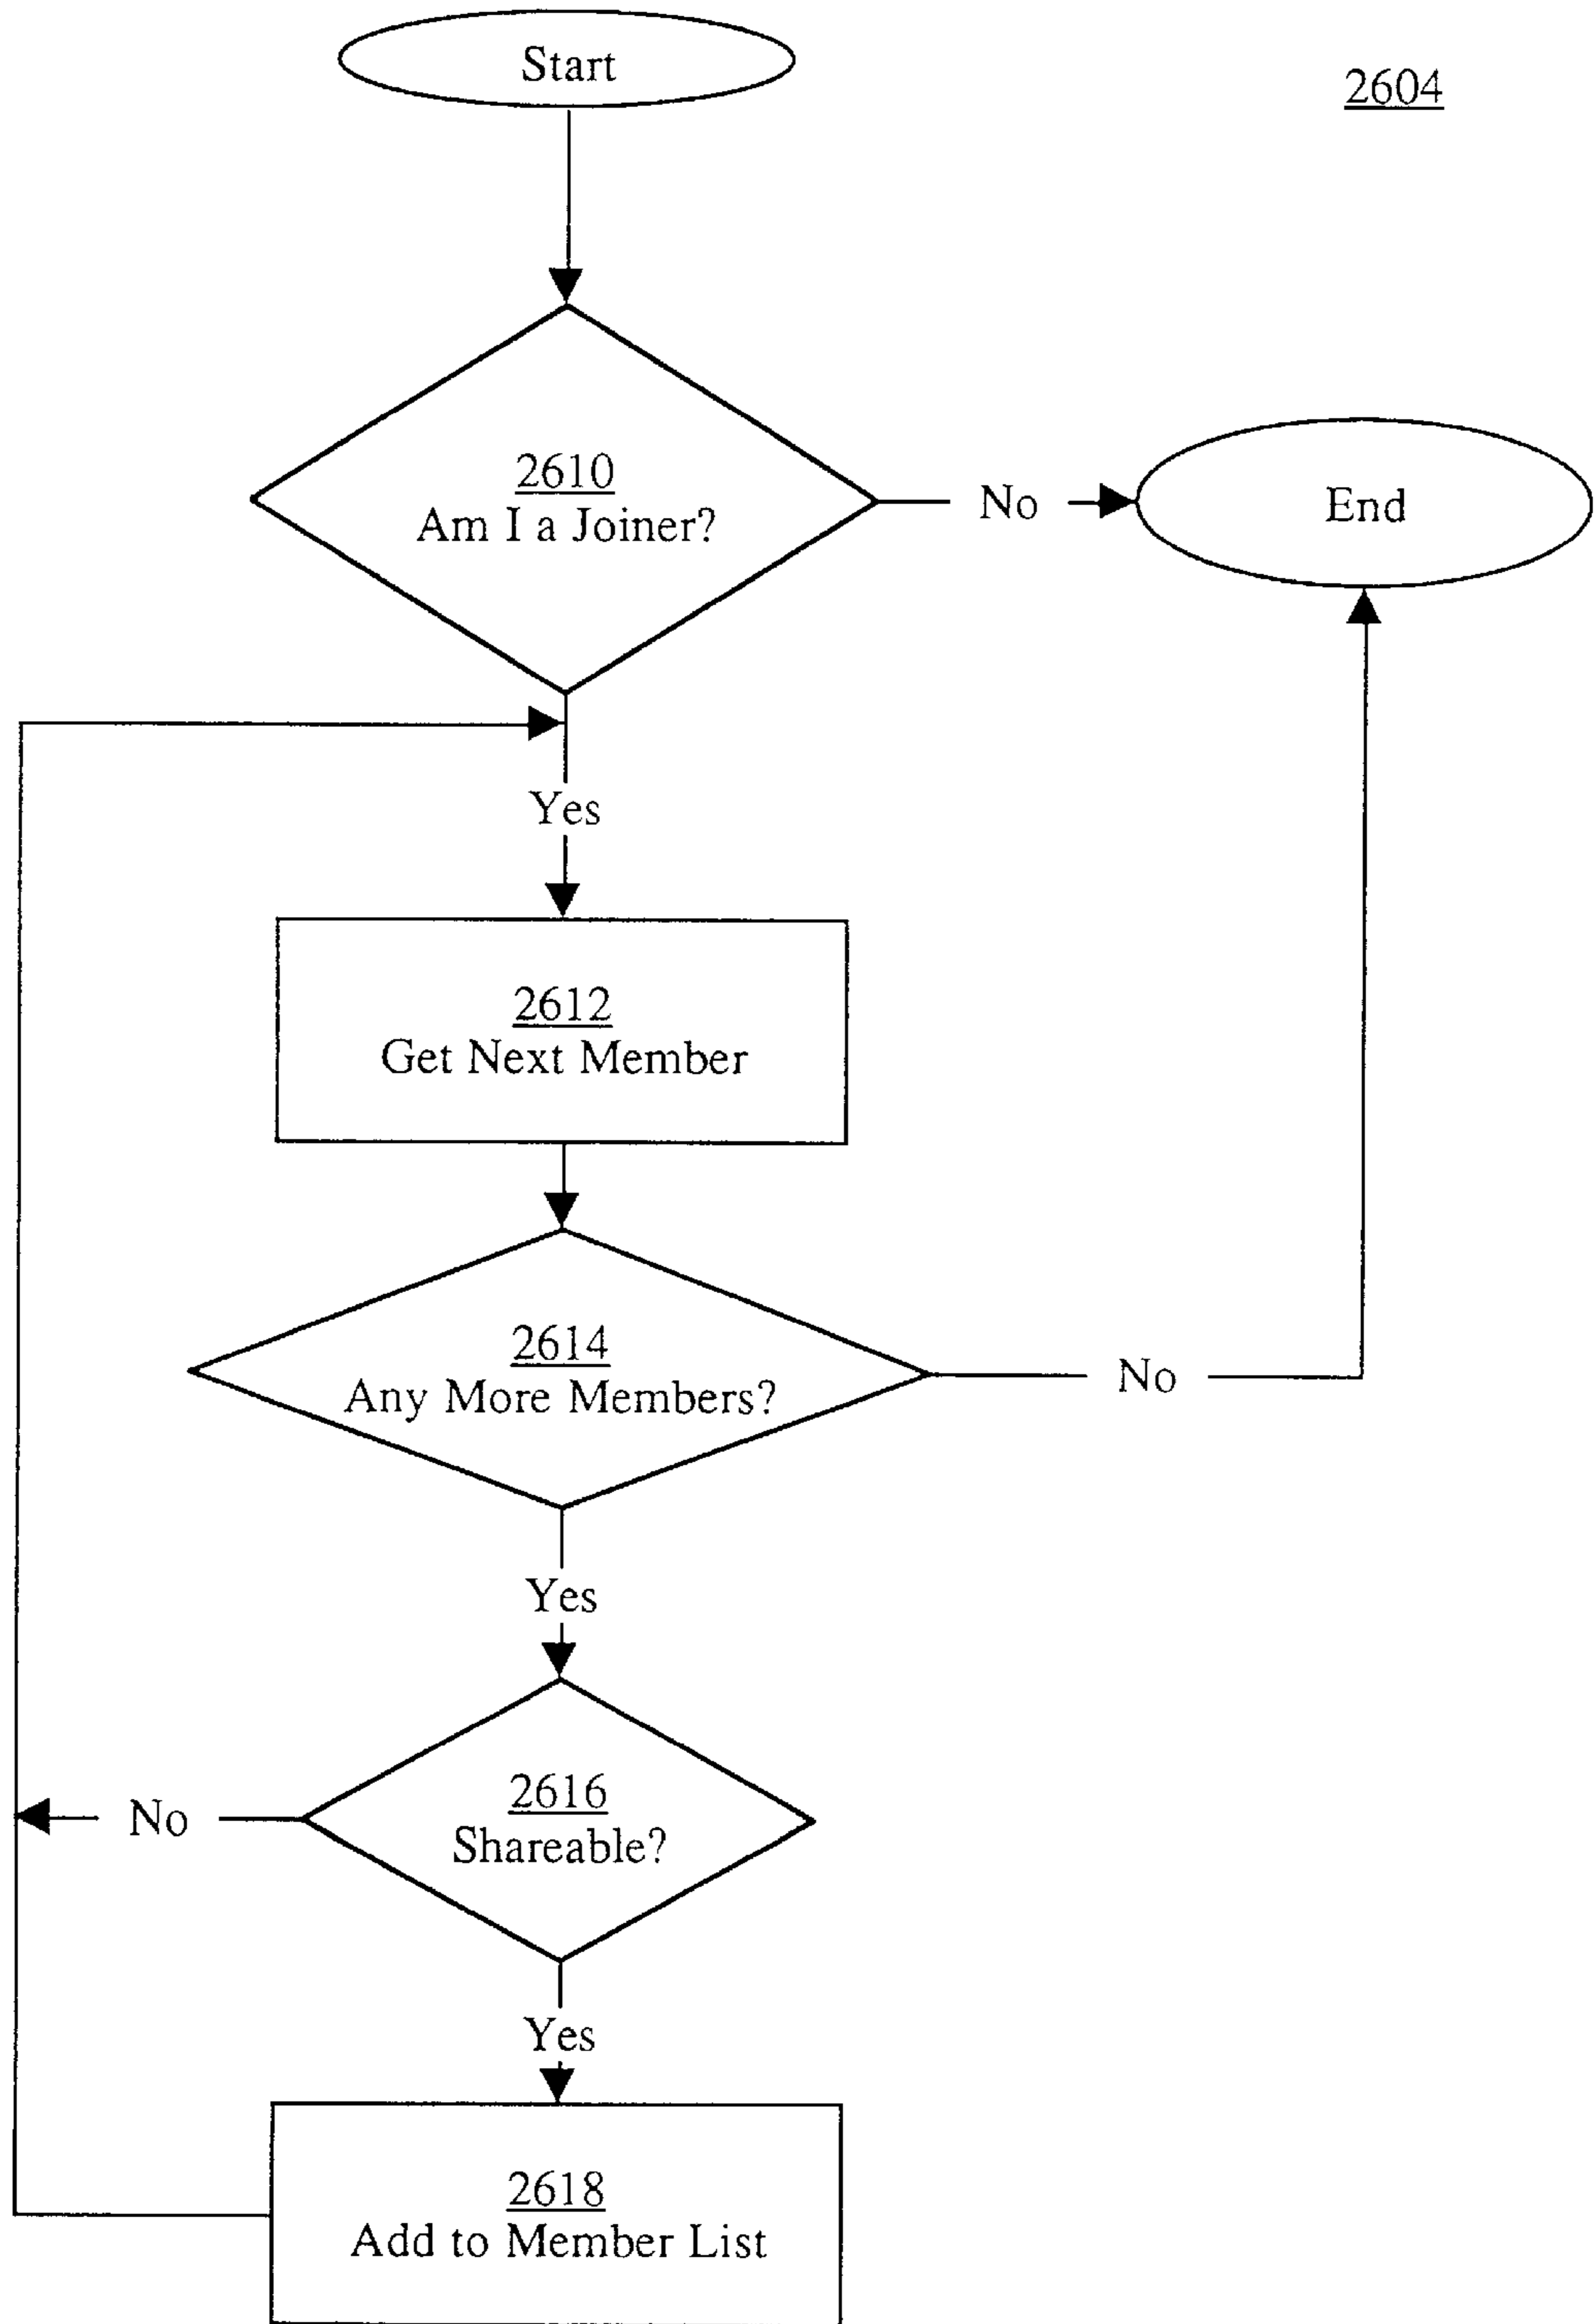 Start
2604
2610
Am I a Joiner?
No
End
Yes
2612
Get Next Member
2614
Any More Members?
No
Yes
2616
Shareable?
No
Yes
2618
Add to Member List